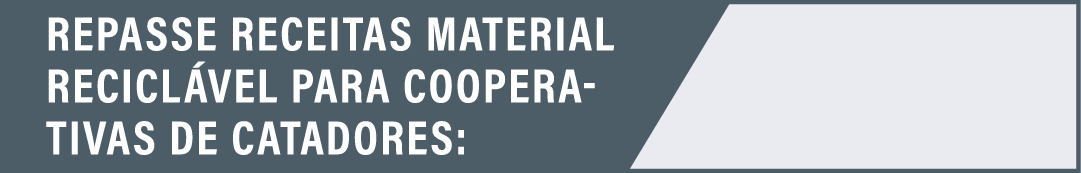 REPASSE RECEITAS MATERIAL
RECICLÁVEL PARA COOPERA-
TIVAS DE CATADORES: